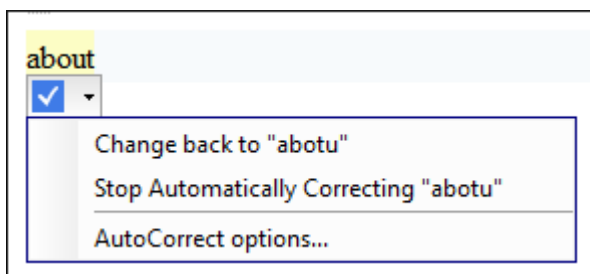 about
Change back to "abotu"
Stop Automatically Correcting "abotu"
AutoCorrect options...